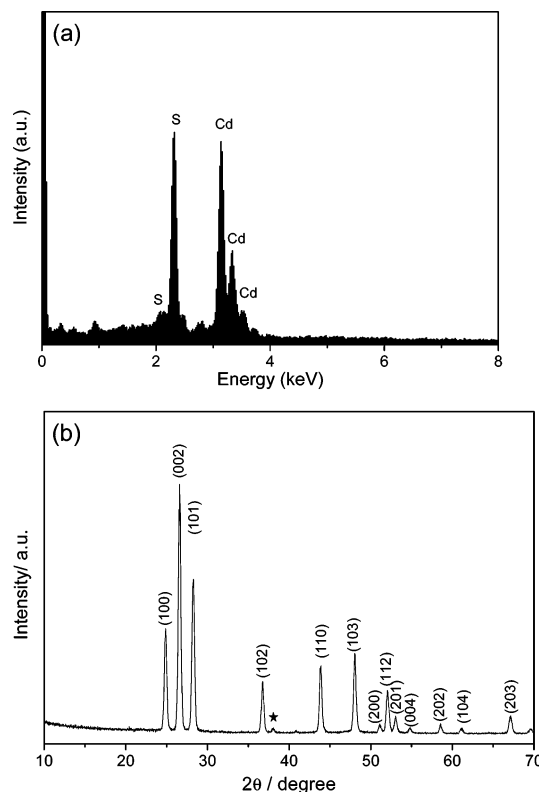 (a)
Intensity (a.u.)
S
Cd
Cd
S
Cd
0
2
4
6
8
Energy (keV)
(b)
Intensity/ a.u.
(002)
(101)
(100)
(102)
★
(110)
(103)
(200)
(112)
(201)
(004)
(202)
(104)
(203)
10
20
30
40
50
60
70
2θ / degree